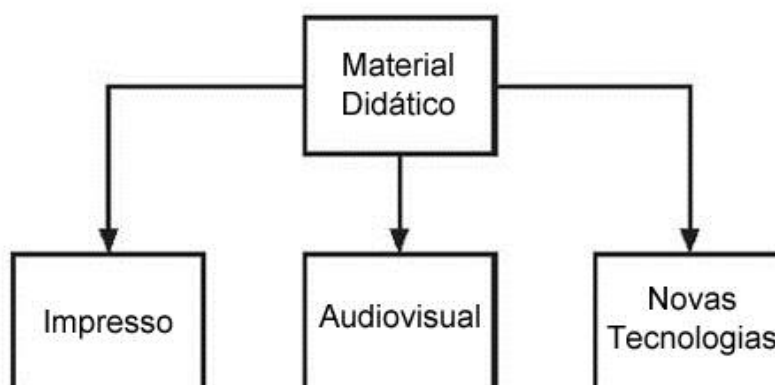 Material
Didático
Impresso
Audiovisual
Novas
Tecnologias